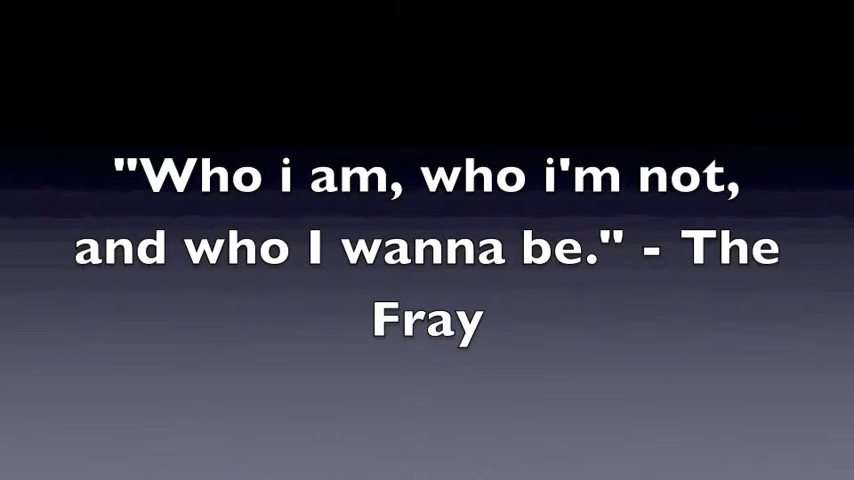 "Who i am, who i'm not,
and who I wanna be." - The
Fray